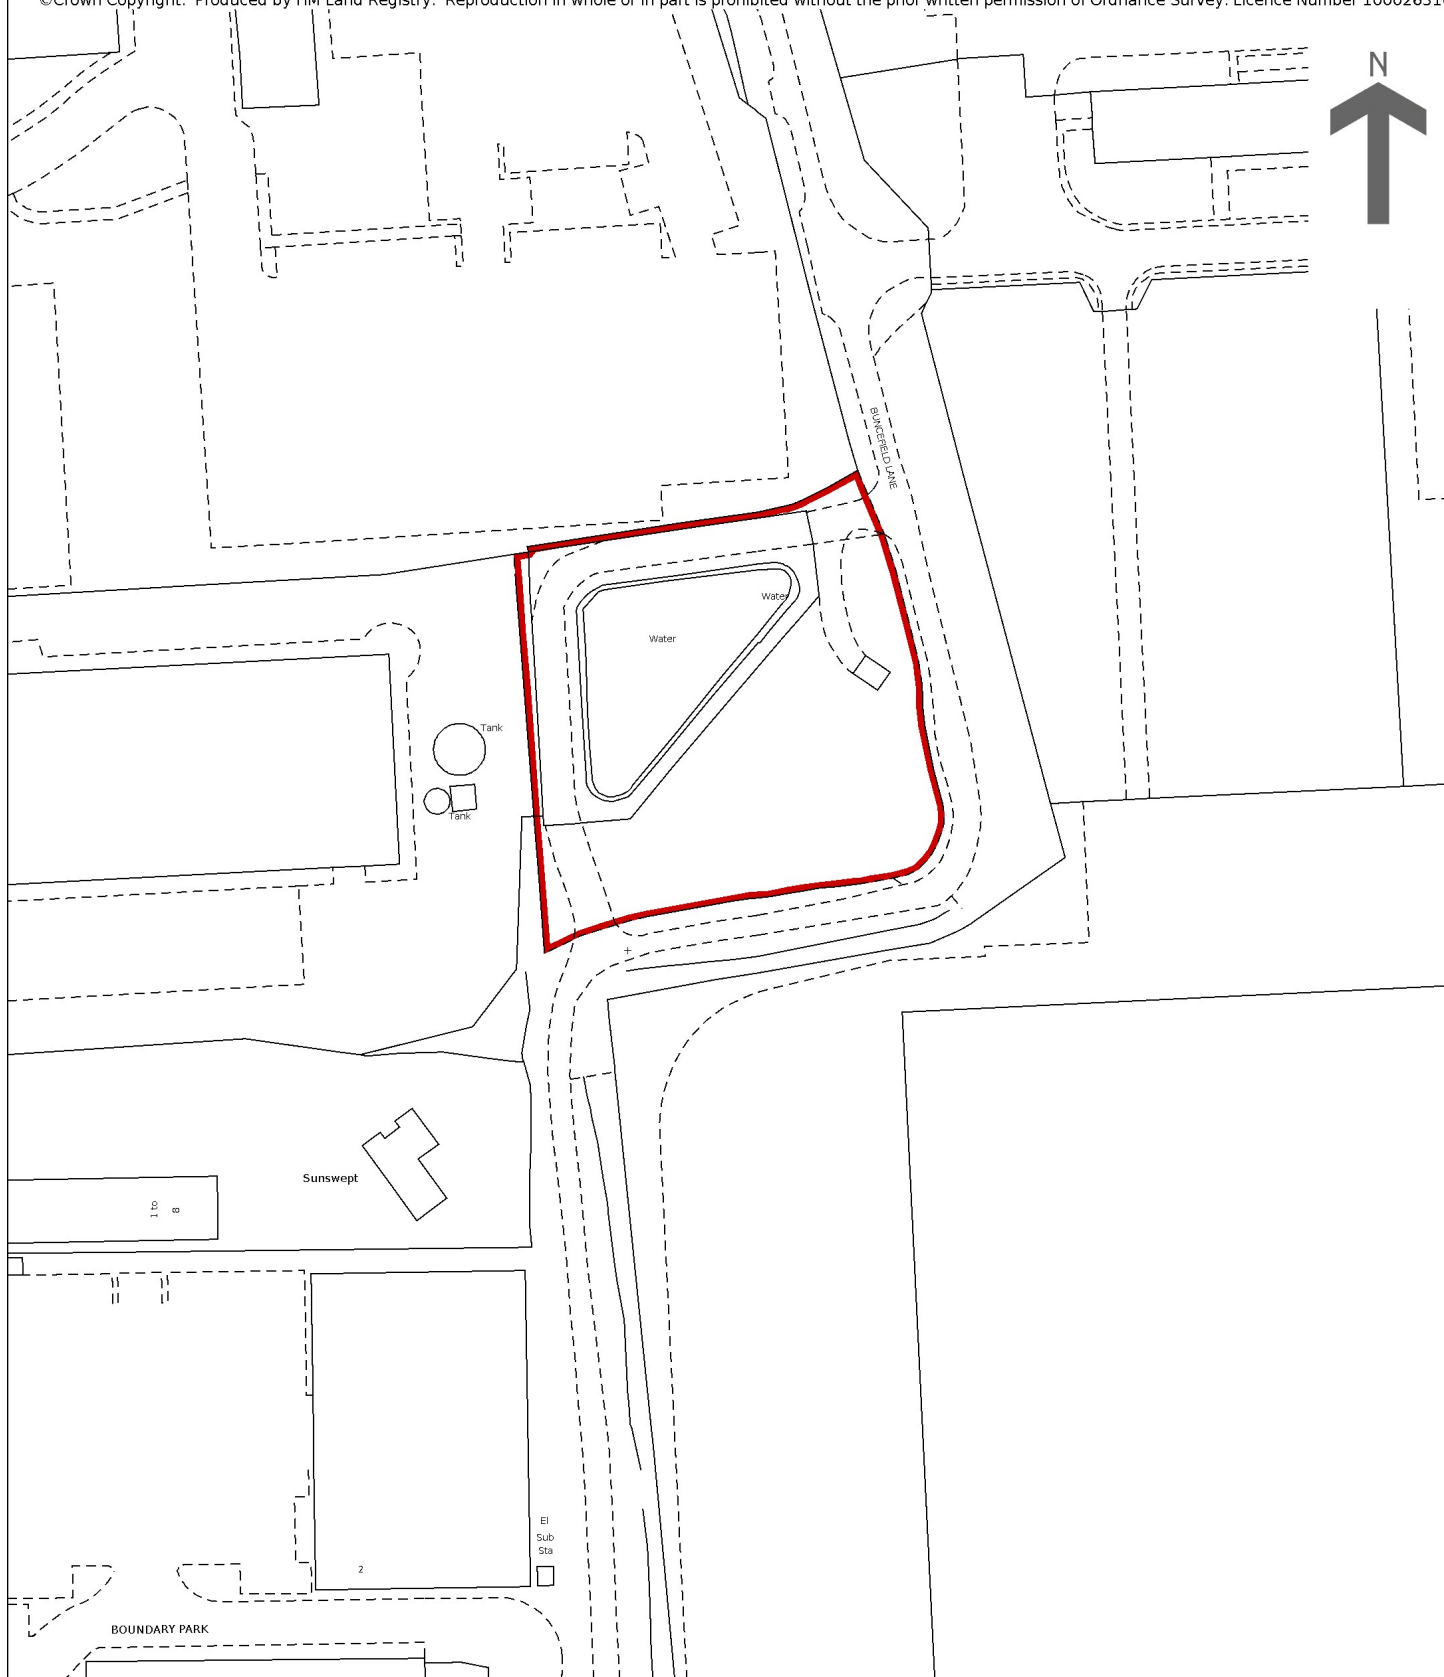 ©Crown Copyright. Produced by HM Land Registry. Reproduction in whole or in part is prohibited without the prior written permission of Ordnance Survey. Licence Number
N
BUNCEFIELD LANE
Water
Water
Tank
Tank
Sunswept
1 to
8
El
Sub
Sta
2
BOUNDARY PARK